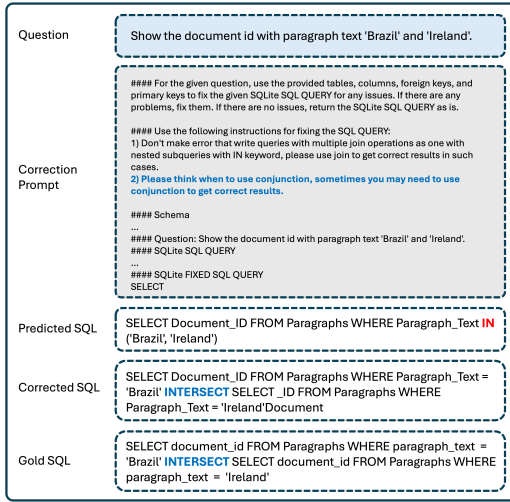 Question
Show the document id with paragraph text 'Brazil' and 'Ireland'.
Correction
Prompt
#### For the given question, use the provided tables, columns, foreign keys, and
primary keys to fix the given SQLite SQL QUERY for any issues. If there are any
problems, fix them. If there are no issues, return the SQLite SQL QUERY as is.
#### Use the following instructions for fixing the SQL QUERY:
1) Don't make error that write queries with multiple join operations as one with
nested subqueries with IN keyword, please use join to get correct results in such
cases.
2) Please think when to use conjunction, sometimes you may need to use
conjunction to get correct results.
#### Schema
...
#### Question: Show the document id with paragraph text 'Brazil' and 'Ireland'.
#### SQLite SQL QUERY
...
#### SQLite FIXED SQL QUERY
SELECT
Predicted SQL
SELECT Document_ID FROM Paragraphs WHERE Paragraph_Text IN
('Brazil', 'Ireland')
Corrected SQL
SELECT Document_ID FROM Paragraphs WHERE Paragraph_Text =
'Brazil' INTERSECT SELECT _ID FROM Paragraphs WHERE
Paragraph_Text = 'Ireland'Document
Gold SQL
SELECT document_id FROM Paragraphs WHERE paragraph_text =
'Brazil' INTERSECT SELECT document_id FROM Paragraphs WHERE
paragraph_text = 'Ireland'